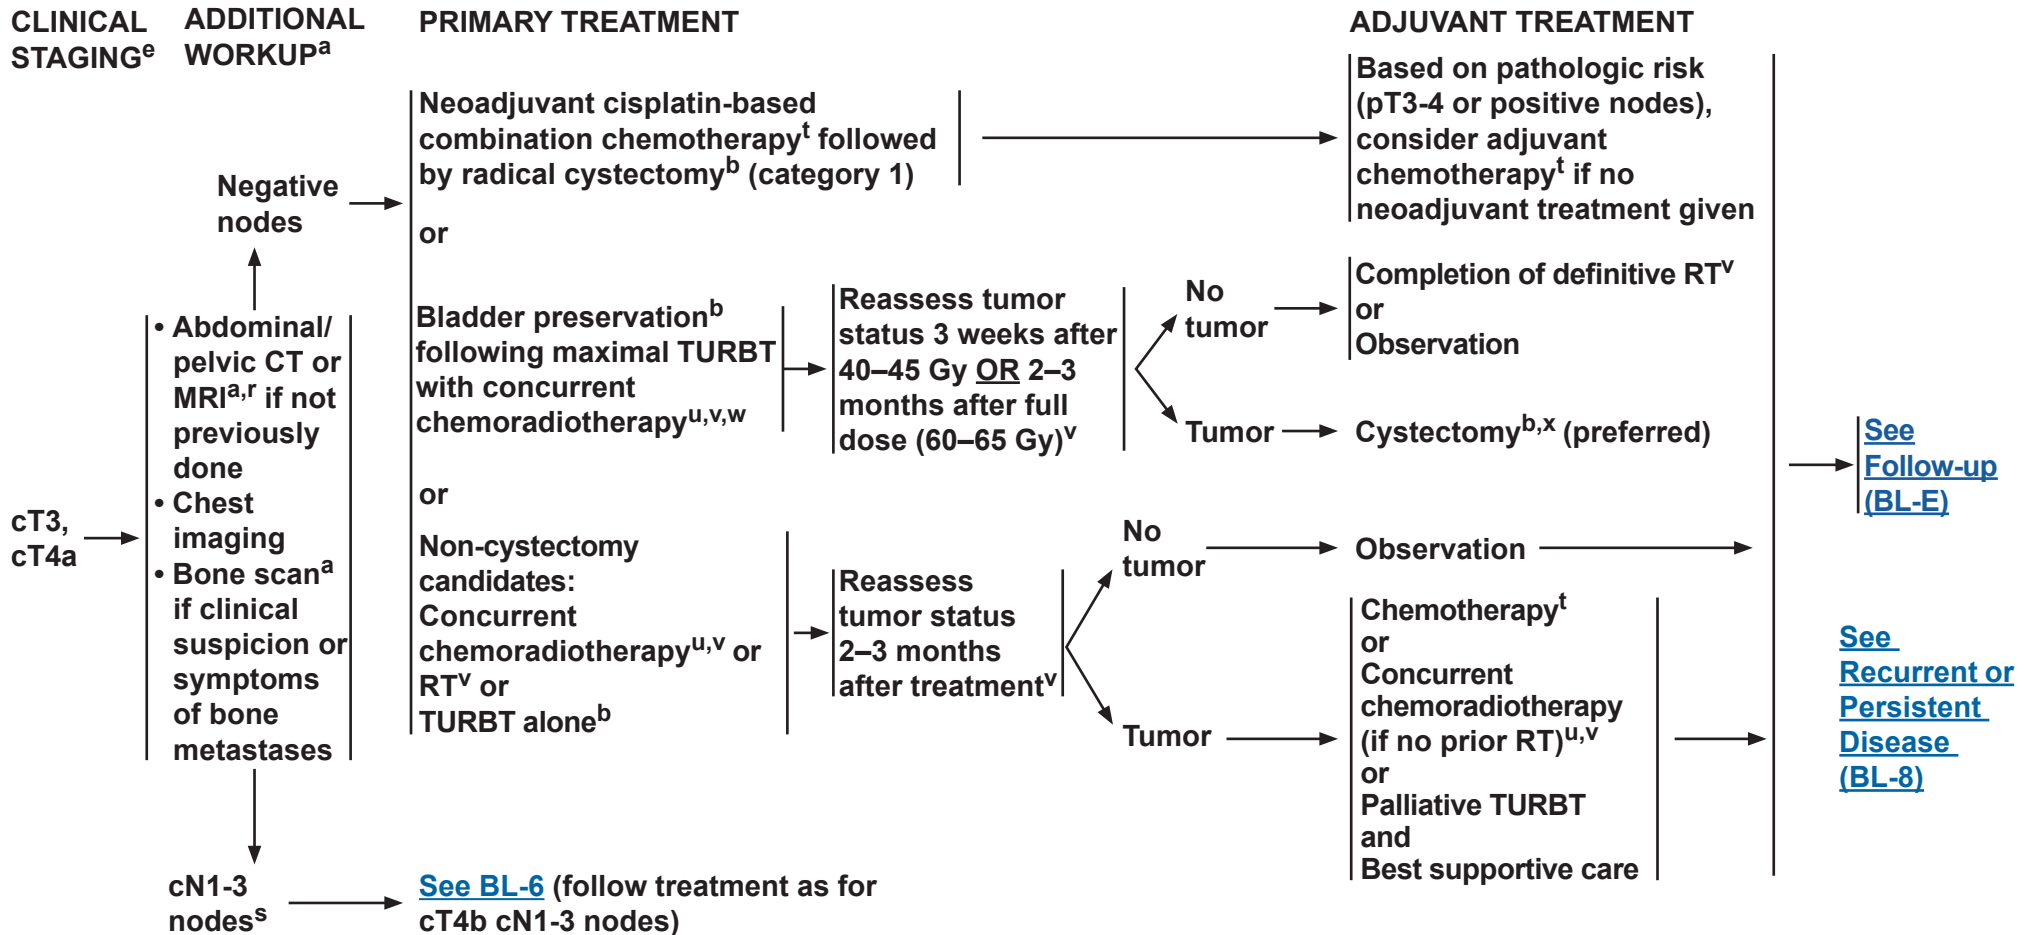 CLINICAL
STAGINGe
ADDITIONAL
WORKUPa
PRIMARY TREATMENT
ADJUVANT TREATMENT
cT3,
cT4a
• Abdominal/
pelvic CT or
MRIa,r if not
previously
done
• Chest
imaging
• Bone scana
if clinical
suspicion or
symptoms
of bone
metastases
Negative
nodes
Neoadjuvant cisplatin-based
combination chemotherapyt followed
by radical cystectomyb (category 1)
Based on pathologic risk
(pT3-4 or positive nodes),
consider adjuvant
chemotherapyt if no
neoadjuvant treatment given
or
Bladder preservationb
following maximal TURBT
with concurrent
chemoradiotherapyu,v,w
Reassess tumor
status 3 weeks after
40–45 Gy OR 2–3
months after full
dose (60–65 Gy)v
No
tumor
Completion of definitive RTv
or
Observation
Tumor
Cystectomyb,x (preferred)
or
Non-cystectomy
candidates:
Concurrent
chemoradiotherapyu,v or
RTv or
TURBT aloneb
Reassess
tumor status
2–3 months
after treatmentv
No
tumor
Observation
Tumor
Chemotherapyt
or
Concurrent
chemoradiotherapy
(if no prior RT)u,v
or
Palliative TURBT
and
Best supportive care
See
Follow-up
(BL-E)
See
Recurrent or
Persistent
Disease
(BL-8)
cN1-3
nodess
See BL-6 (follow treatment as for
cT4b cN1-3 nodes)